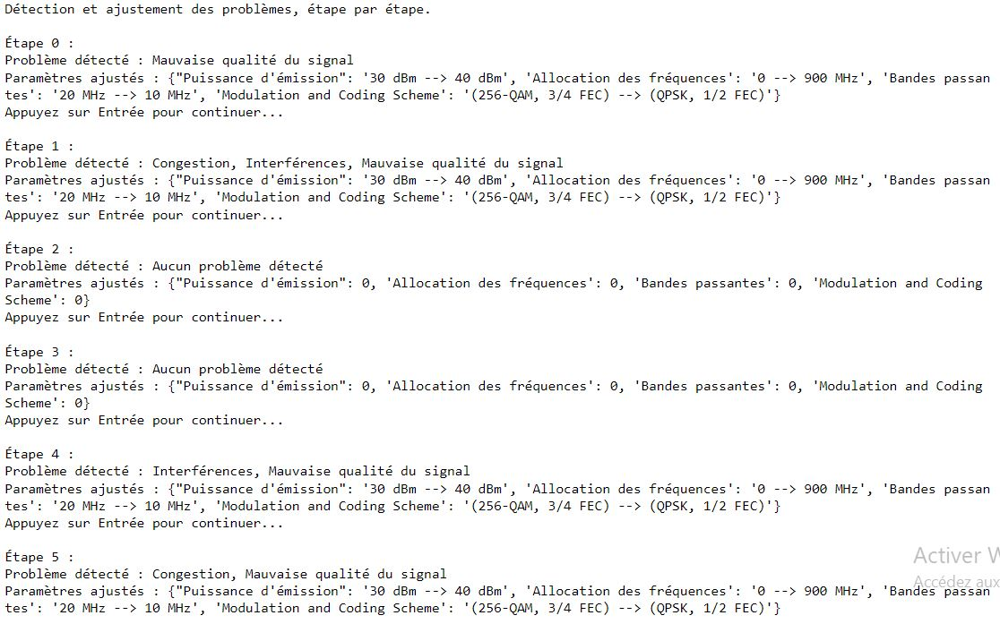 Détection et ajustement des problèmes, étape par étape.
Étape 0 :
Problème détecté : Mauvaise qualité du signal
Paramètres ajustés : {"Puissance d'émission": '30 dBm --> 40 dBm', 'Allocation des fréquences': '0 --> 900 MHz', 'Bandes passan
tes': '20 MHz --> 10 MHz', 'Modulation and Coding Scheme': '(256-QAM, 3/4 FEC) --> (QPSK, 1/2 FEC)'}
Appuyez sur Entrée pour continuer...
Étape 1 :
Problème détecté : Congestion, Interférences, Mauvaise qualité du signal
Paramètres ajustés : {"Puissance d'émission": '30 dBm --> 40 dBm', 'Allocation des fréquences': '0 --> 900 MHz', 'Bandes passan
tes': '20 MHz --> 10 MHz', 'Modulation and Coding Scheme': '(256-QAM, 3/4 FEC) --> (QPSK, 1/2 FEC)'}
Appuyez sur Entrée pour continuer...
Étape 2 :
Problème détecté : Aucun problème détecté
Paramètres ajustés : {"Puissance d'émission": 0, 'Allocation des fréquences': 0, 'Bandes passantes': 0, 'Modulation and Coding
Scheme': 0}
Appuyez sur Entrée pour continuer...
Étape 3 :
Problème détecté : Aucun problème détecté
Paramètres ajustés : {"Puissance d'émission": 0, 'Allocation des fréquences': 0, 'Bandes passantes': 0, 'Modulation and Coding
Scheme': 0}
Appuyez sur Entrée pour continuer...
Étape 4 :
Problème détecté : Interférences, Mauvaise qualité du signal
Paramètres ajustés : {"Puissance d'émission": '30 dBm --> 40 dBm', 'Allocation des fréquences': '0 --> 900 MHz', 'Bandes passan
tes': '20 MHz --> 10 MHz', 'Modulation and Coding Scheme': '(256-QAM, 3/4 FEC) --> (QPSK, 1/2 FEC)'}
Appuyez sur Entrée pour continuer...
Étape 5 :
Problème détecté : Congestion, Mauvaise qualité du signal
Paramètres ajustés : {"Puissance d'émission": '30 dBm --> 40 dBm', 'Allocation des fréquences': '0 --> 900 MHz', 'Bandes passan
tes': '20 MHz --> 10 MHz', 'Modulation and Coding Scheme': '(256-QAM, 3/4 FEC) --> (QPSK, 1/2 FEC)'}
Activer W
Accédez aux